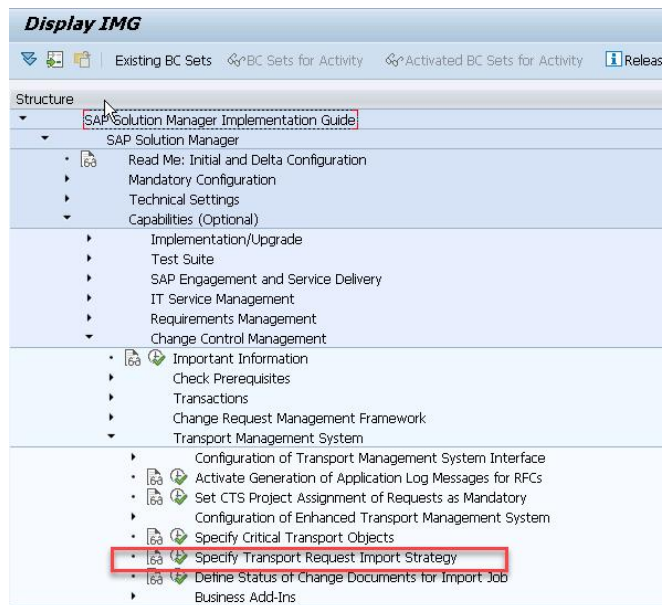 Display IMG
Existing BC Sets BC Sets for Activity Activated BC Sets for Activity Releas
Structure
SAP Solution Manager Implementation Guide
SAP Solution Manager
Read Me: Initial and Delta Configuration
Mandatory Configuration
Technical Settings
Capabilities (Optional)
Implementation/Upgrade
Test Suite
SAP Engagement and Service Delivery
IT Service Management
Requirements Management
Change Control Management
Important Information
Check Prerequisites
Transactions
Change Request Management Framework
Transport Management System
Configuration of Transport Management System Interface
Activate Generation of Application Log Messages for RFCs
Set CTS Project Assignment of Requests as Mandatory
Configuration of Enhanced Transport Management System
Specify Critical Transport Objects
Specify Transport Request Import Strategy
Define Status of Change Documents for Import Job
Business Add-Ins